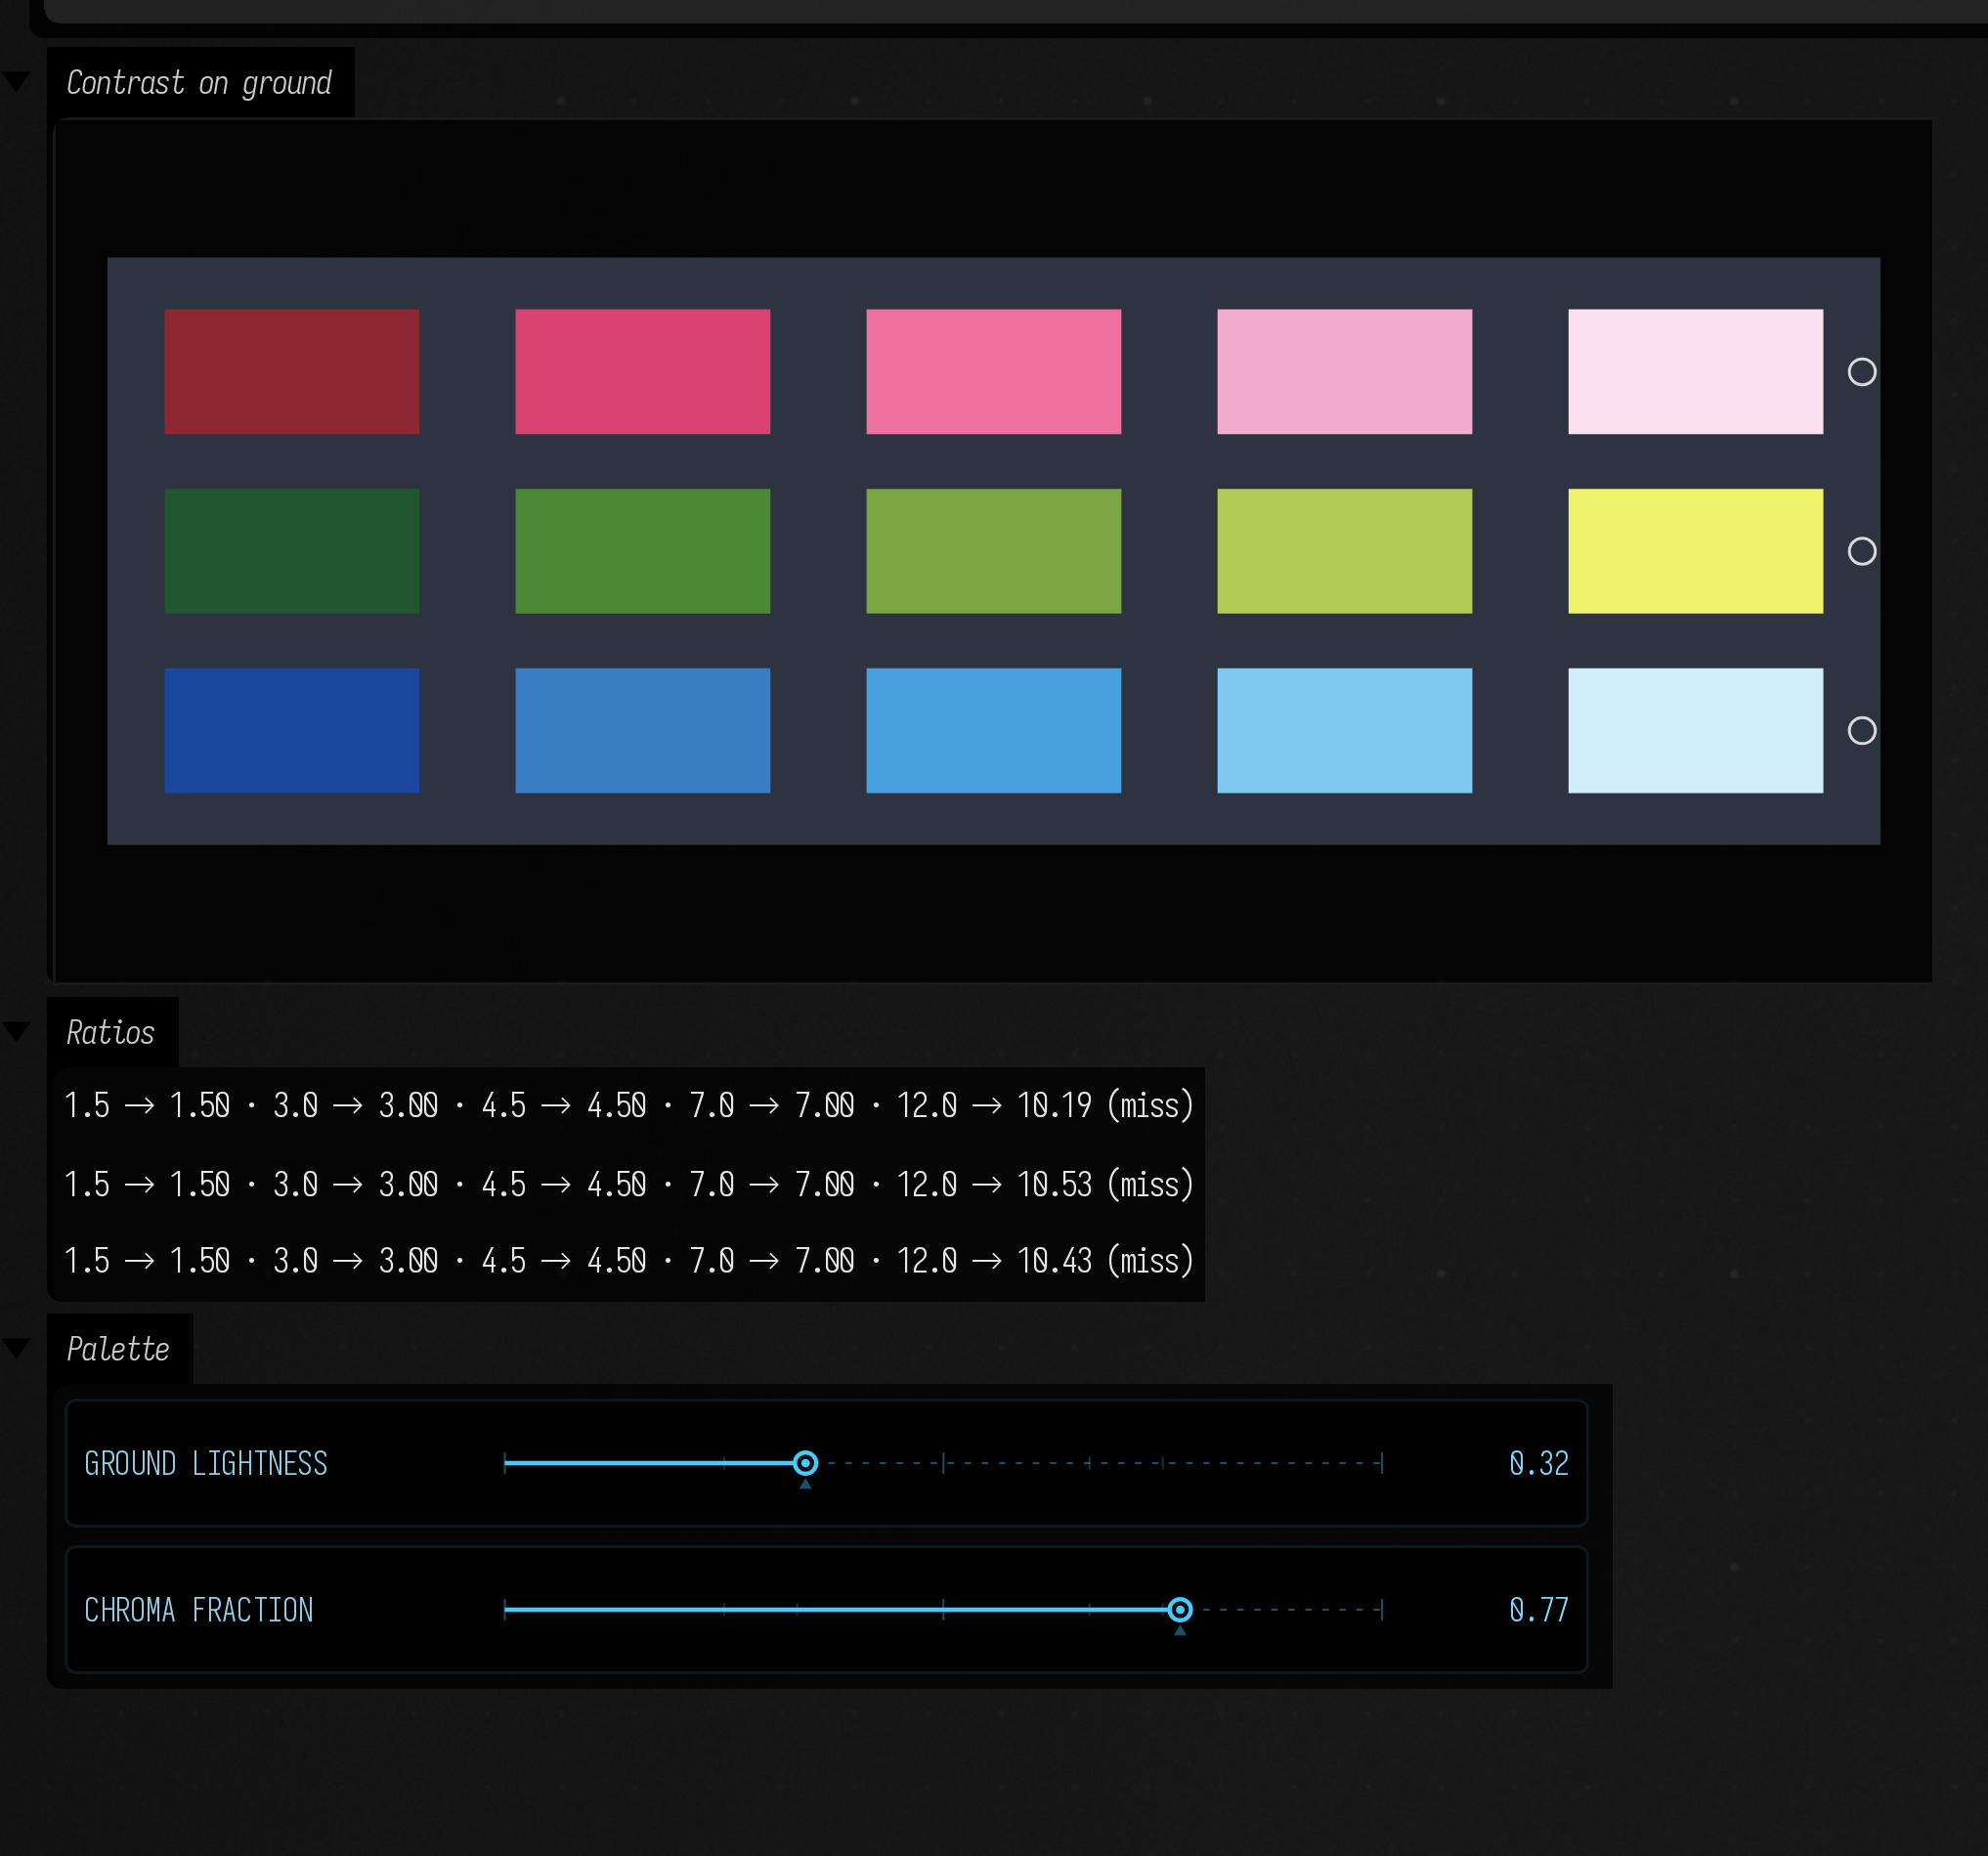 Contrast on ground
Ratios
1.5 → 1.50 · 3.0 → 3.00 · 4.5 → 4.50 · 7.0 → 7.00 · 12.0 → 10.19 (miss)
1.5 → 1.50 · 3.0 → 3.00 · 4.5 → 4.50 · 7.0 → 7.00 · 12.0 → 10.53 (miss)
1.5 → 1.50 · 3.0 → 3.00 · 4.5 → 4.50 · 7.0 → 7.00 · 12.0 → 10.43 (miss)
Palette
GROUND LIGHTNESS 0.32
CHROMA FRACTION 0.77